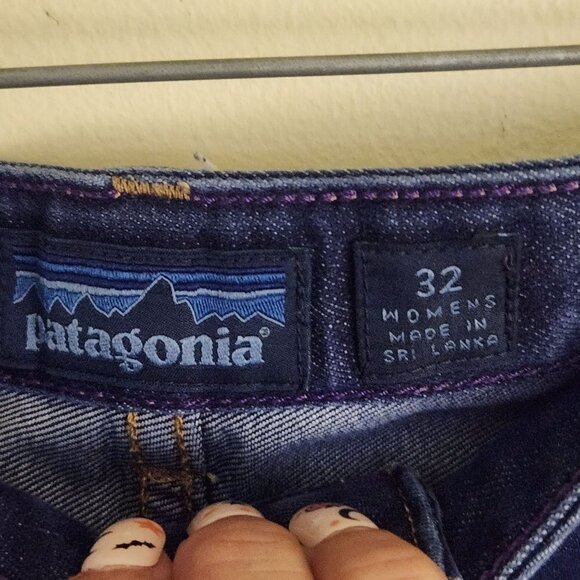 patagonia®
32
WOMENS
MADE IN
SRI LANKA